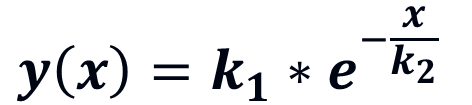 y(x) = k₁ * e^(-x/k₂)